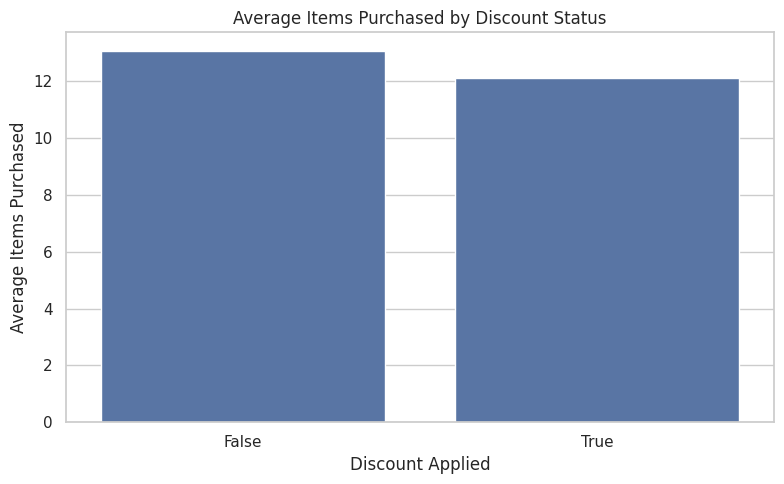 Average Items Purchased by Discount Status
Average Items Purchased
12
10
8
6
4
2
0
False
True
Discount Applied